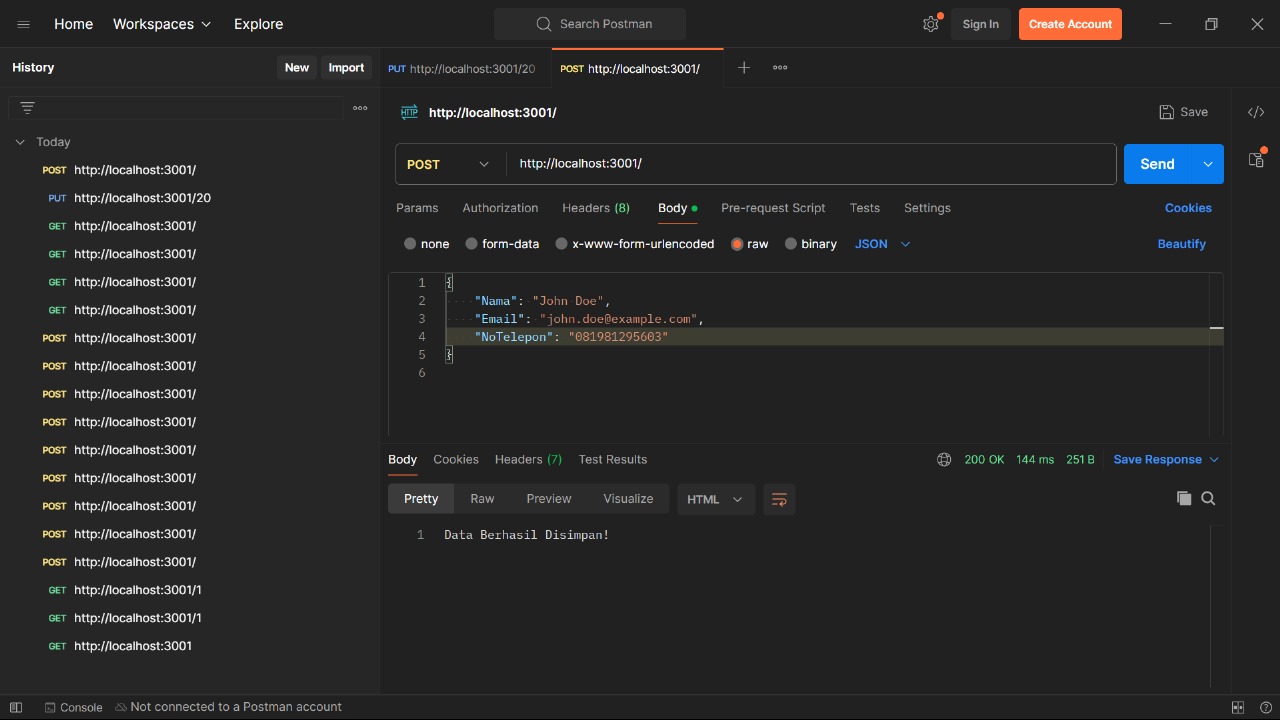 Home Workspaces Explore Search Postman Sign In Create Account
History New Import PUT http://localhost:3001/20 POST http://localhost:3001/
HTTP http://localhost:3001/ Save
Today
POST http://localhost:3001/
PUT http://localhost:3001/20
GET http://localhost:3001/
GET http://localhost:3001/
GET http://localhost:3001/
GET http://localhost:3001/
POST http://localhost:3001/
POST http://localhost:3001/
POST http://localhost:3001/
POST http://localhost:3001/
POST http://localhost:3001/
POST http://localhost:3001/
POST http://localhost:3001/
POST http://localhost:3001/
POST http://localhost:3001/
GET http://localhost:3001/1
GET http://localhost:3001/1
GET http://localhost:3001
POST http://localhost:3001/ Send
Params Authorization Headers (8) Body Pre-request Script Tests Settings Cookies
none form-data x-www-form-urlencoded raw binary JSON Beautify
1 {
2 "Nama": "John Doe",
3 "Email": "john.doe@example.com",
4 "NoTelepon": "081981295603"
5 }
6
Body Cookies Headers (7) Test Results 200 OK 144 ms 251 B Save Response
Pretty Raw Preview Visualize HTML
1 Data Berhasil Disimpan!
Console Not connected to a Postman account